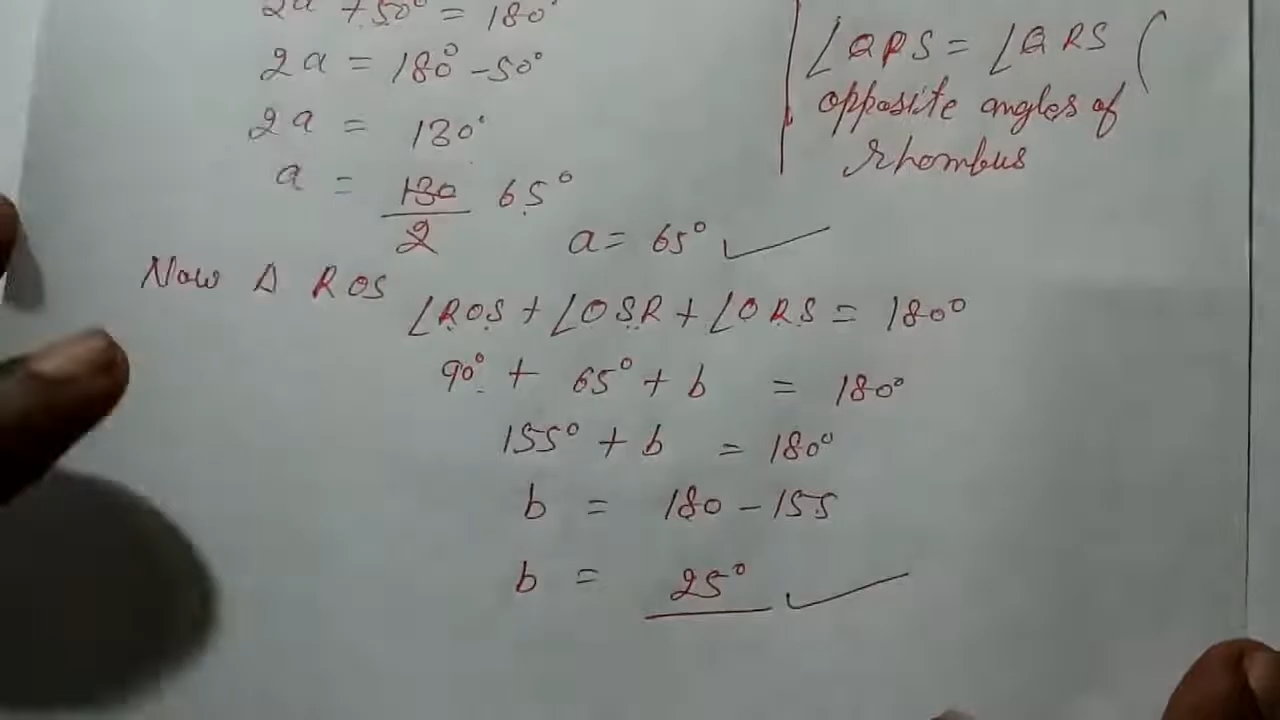 2a + 50° = 180°
2a = 180° - 50°
2a = 130°
a = 130/2 65°
a = 65° ✓
∠QPS = ∠QRS (
opposite angles of
rhombus
Now Δ ROS
∠ROS + ∠OSR + ∠ORS = 180°
90° + 65° + b = 180°
155° + b = 180°
b = 180 - 155
b = 25° ✓